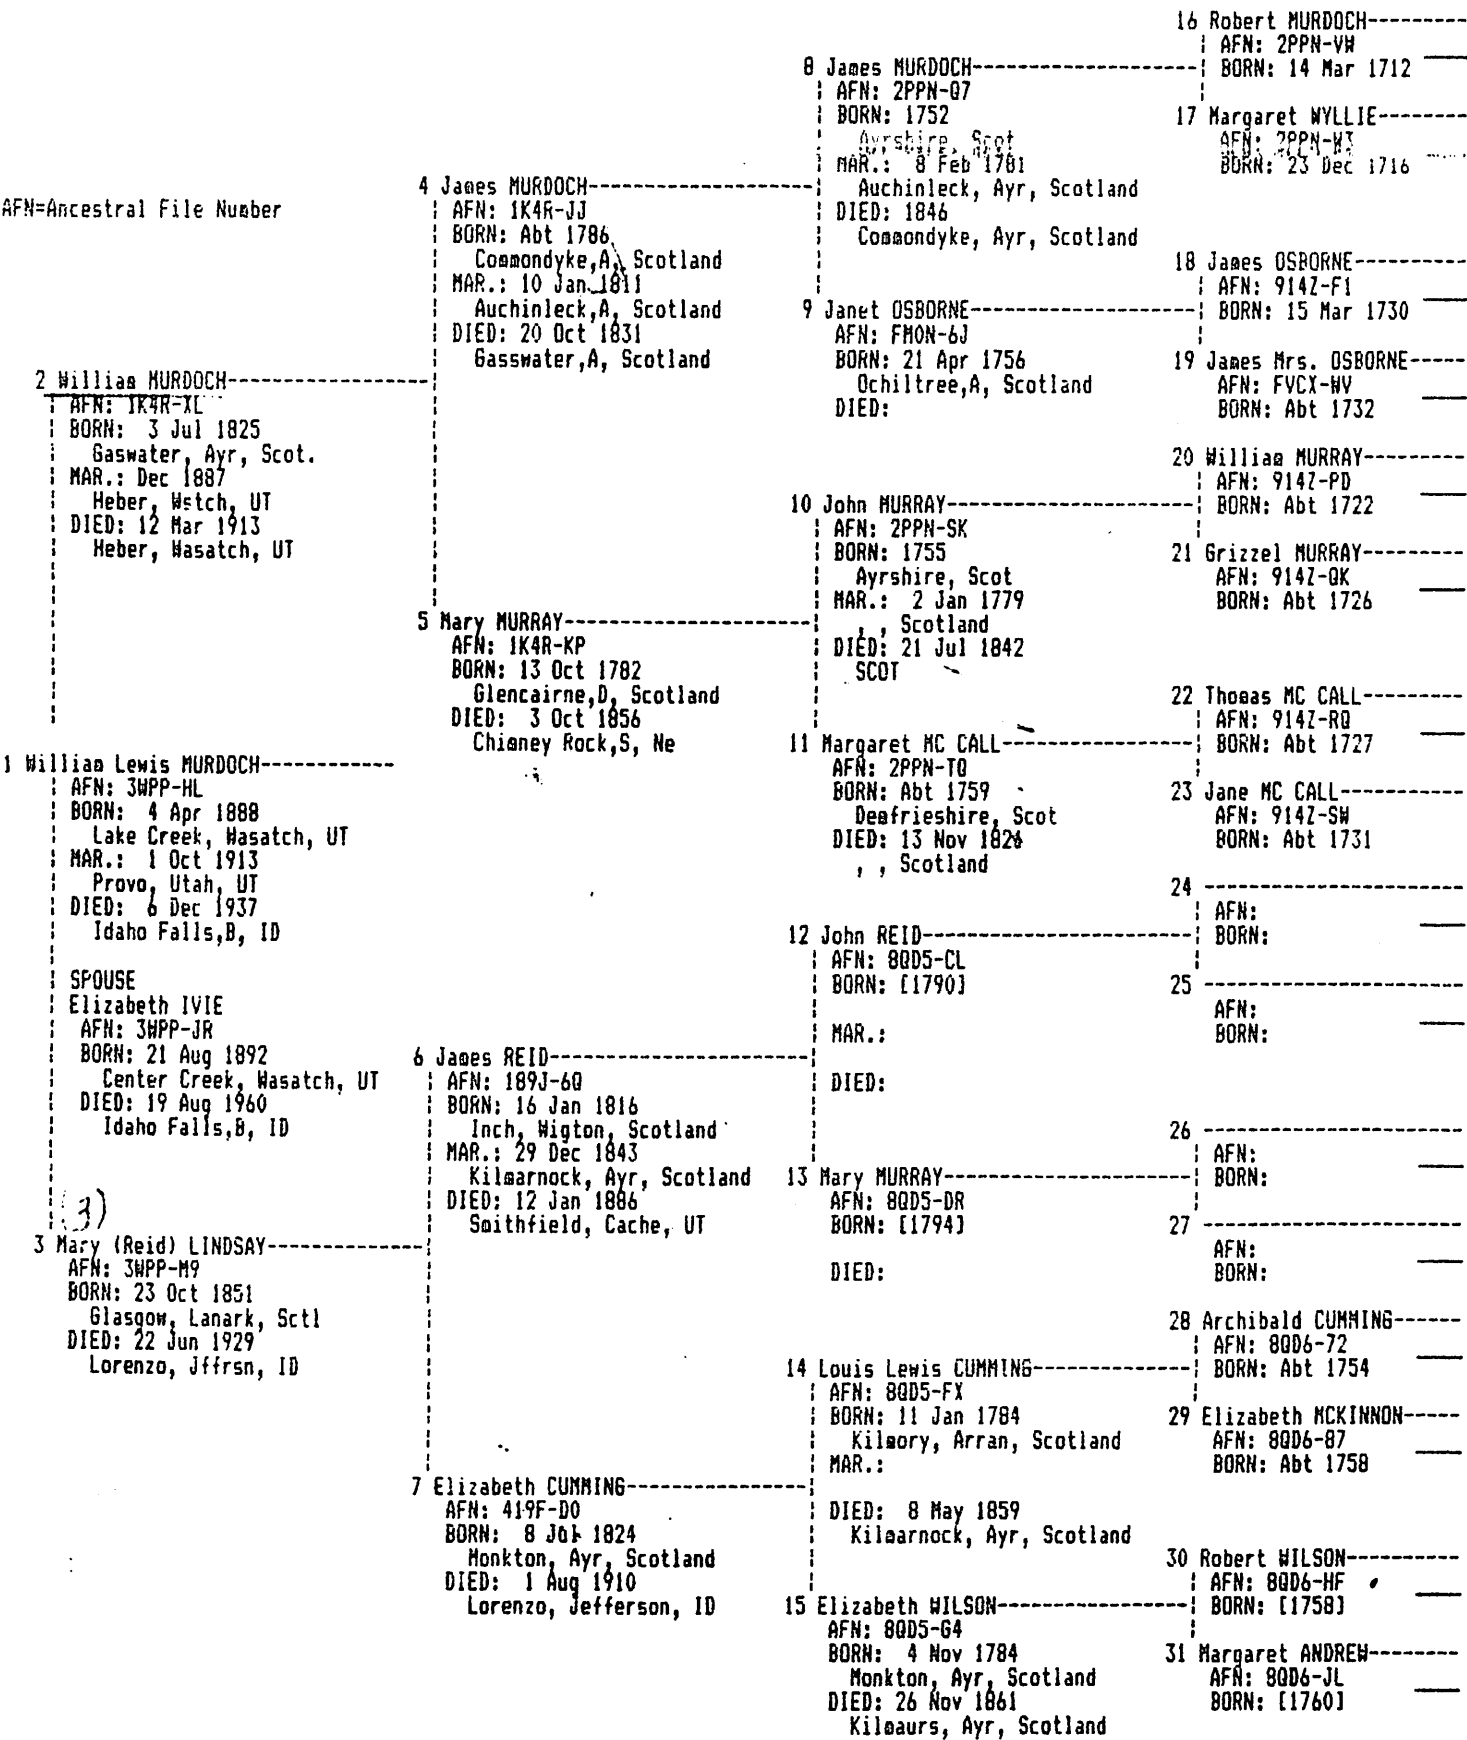 AFN=Ancestral File Number
1 William Lewis MURDOCH------------
AFN: 3WPP-HL
BORN: 4 Apr 1888
Lake Creek, Wasatch, UT
MAR.: 1 Oct 1913
Provo, Utah, UT
DIED: 6 Dec 1937
Idaho Falls,B, ID
SPOUSE
Elizabeth IVIE
AFN: 3WPP-JR
BORN: 21 Aug 1892
Center Creek, Wasatch, UT
DIED: 19 Aug 1960
Idaho Falls,B, ID
2 William MURDOCH------------------
AFN: 1K4R-XL
BORN: 3 Jul 1825
Gaswater, Ayr, Scot.
MAR.: Dec 1887
Heber, Wstch, UT
DIED: 12 Mar 1913
Heber, Wasatch, UT
(3)
3 Mary (Reid) LINDSAY--------------
AFN: 3WPP-M9
BORN: 23 Oct 1851
Glasgow, Lanark, Sctl
DIED: 22 Jun 1929
Lorenzo, Jffrsn, ID
4 James MURDOCH--------------------
AFN: 1K4R-JJ
BORN: Abt 1786
Commondyke,A, Scotland
MAR.: 10 Jan 1811
Auchinleck,A, Scotland
DIED: 20 Oct 1831
Gasswater,A, Scotland
5 Mary MURRAY----------------------
AFN: 1K4R-KP
BORN: 13 Oct 1782
Glencairne,D, Scotland
DIED: 3 Oct 1856
Chimney Rock,S, Ne
6 James REID-----------------------
AFN: 189J-6Q
BORN: 16 Jan 1816
Inch, Wigton, Scotland
MAR.: 29 Dec 1843
Kilmarnock, Ayr, Scotland
DIED: 12 Jan 1886
Smithfield, Cache, UT
7 Elizabeth CUMMING----------------
AFN: 419F-D0
BORN: 8 1824
Monkton, Ayr, Scotland
DIED: 1 Aug 1910
Lorenzo, Jefferson, ID
8 James MURDOCH--------------------
AFN: 2PPN-Q7
BORN: 1752
Ayrshire, Scot
MAR.: 8 Feb 1781
Auchinleck, Ayr, Scotland
DIED: 1846
Commondyke, Ayr, Scotland
9 Janet OSBORNE--------------------
AFN: FMON-6J
BORN: 21 Apr 1756
Ochiltree,A, Scotland
DIED:
10 John MURRAY----------------------
AFN: 2PPN-SK
BORN: 1755
Ayrshire, Scot
MAR.: 2 Jan 1779
, , Scotland
DIED: 21 Jul 1842
SCOT
11 Margaret MC CALL-----------------
AFN: 2PPN-TQ
BORN: Abt 1759
Demfrieshire, Scot
DIED: 13 Nov 1826
, , Scotland
12 John REID------------------------
AFN: 8QD5-CL
BORN: [1790]
MAR.:
DIED:
13 Mary MURRAY----------------------
AFN: 8QD5-DR
BORN: [1794]
DIED:
14 Louis Lewis CUMMING--------------
AFN: 8QD5-FX
BORN: 11 Jan 1784
Kilmory, Arran, Scotland
MAR.:
DIED: 8 May 1859
Kilmarnock, Ayr, Scotland
15 Elizabeth WILSON-----------------
AFN: 8QD5-G4
BORN: 4 Nov 1784
Monkton, Ayr, Scotland
DIED: 26 Nov 1861
Kilmaurs, Ayr, Scotland
16 Robert MURDOCH---------
AFN: 2PPN-VW
BORN: 14 Mar 1712
17 Margaret WYLLIE--------
AFN: 2PPN-W3
BORN: 23 Dec 1716
18 James OSBORNE----------
AFN: 914Z-F1
BORN: 15 Mar 1730
19 James Mrs. OSBORNE-----
AFN: FVCX-WV
BORN: Abt 1732
20 William MURRAY---------
AFN: 914Z-PD
BORN: Abt 1722
21 Grizzel MURRAY---------
AFN: 914Z-QK
BORN: Abt 1726
22 Thomas MC CALL---------
AFN: 914Z-RQ
BORN: Abt 1727
23 Jane MC CALL-----------
AFN: 914Z-SW
BORN: Abt 1731
24 -----------------------
AFN:
BORN:
25 -----------------------
AFN:
BORN:
26 -----------------------
AFN:
BORN:
27 -----------------------
AFN:
BORN:
28 Archibald CUMMING------
AFN: 8QD6-72
BORN: Abt 1754
29 Elizabeth MCKINNON-----
AFN: 8QD6-87
BORN: Abt 1758
30 Robert WILSON----------
AFN: 8QD6-HF
BORN: [1758]
31 Margaret ANDREW--------
AFN: 8QD6-JL
BORN: [1760]